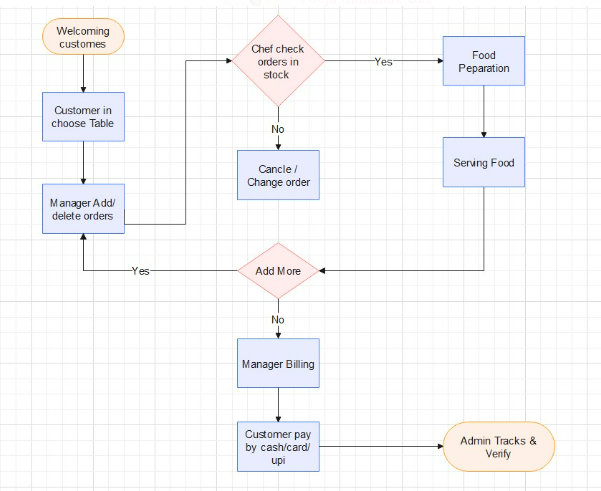 Welcoming
customes
Customer in
choose Table
Manager Add/
delete orders
Chef check
orders in
stock
Yes
Food
Peparation
No
Cancle /
Change order
Serving Food
Add More
Yes
No
Manager Billing
Customer pay
by cash/card/
upi
Admin Tracks &
Verify